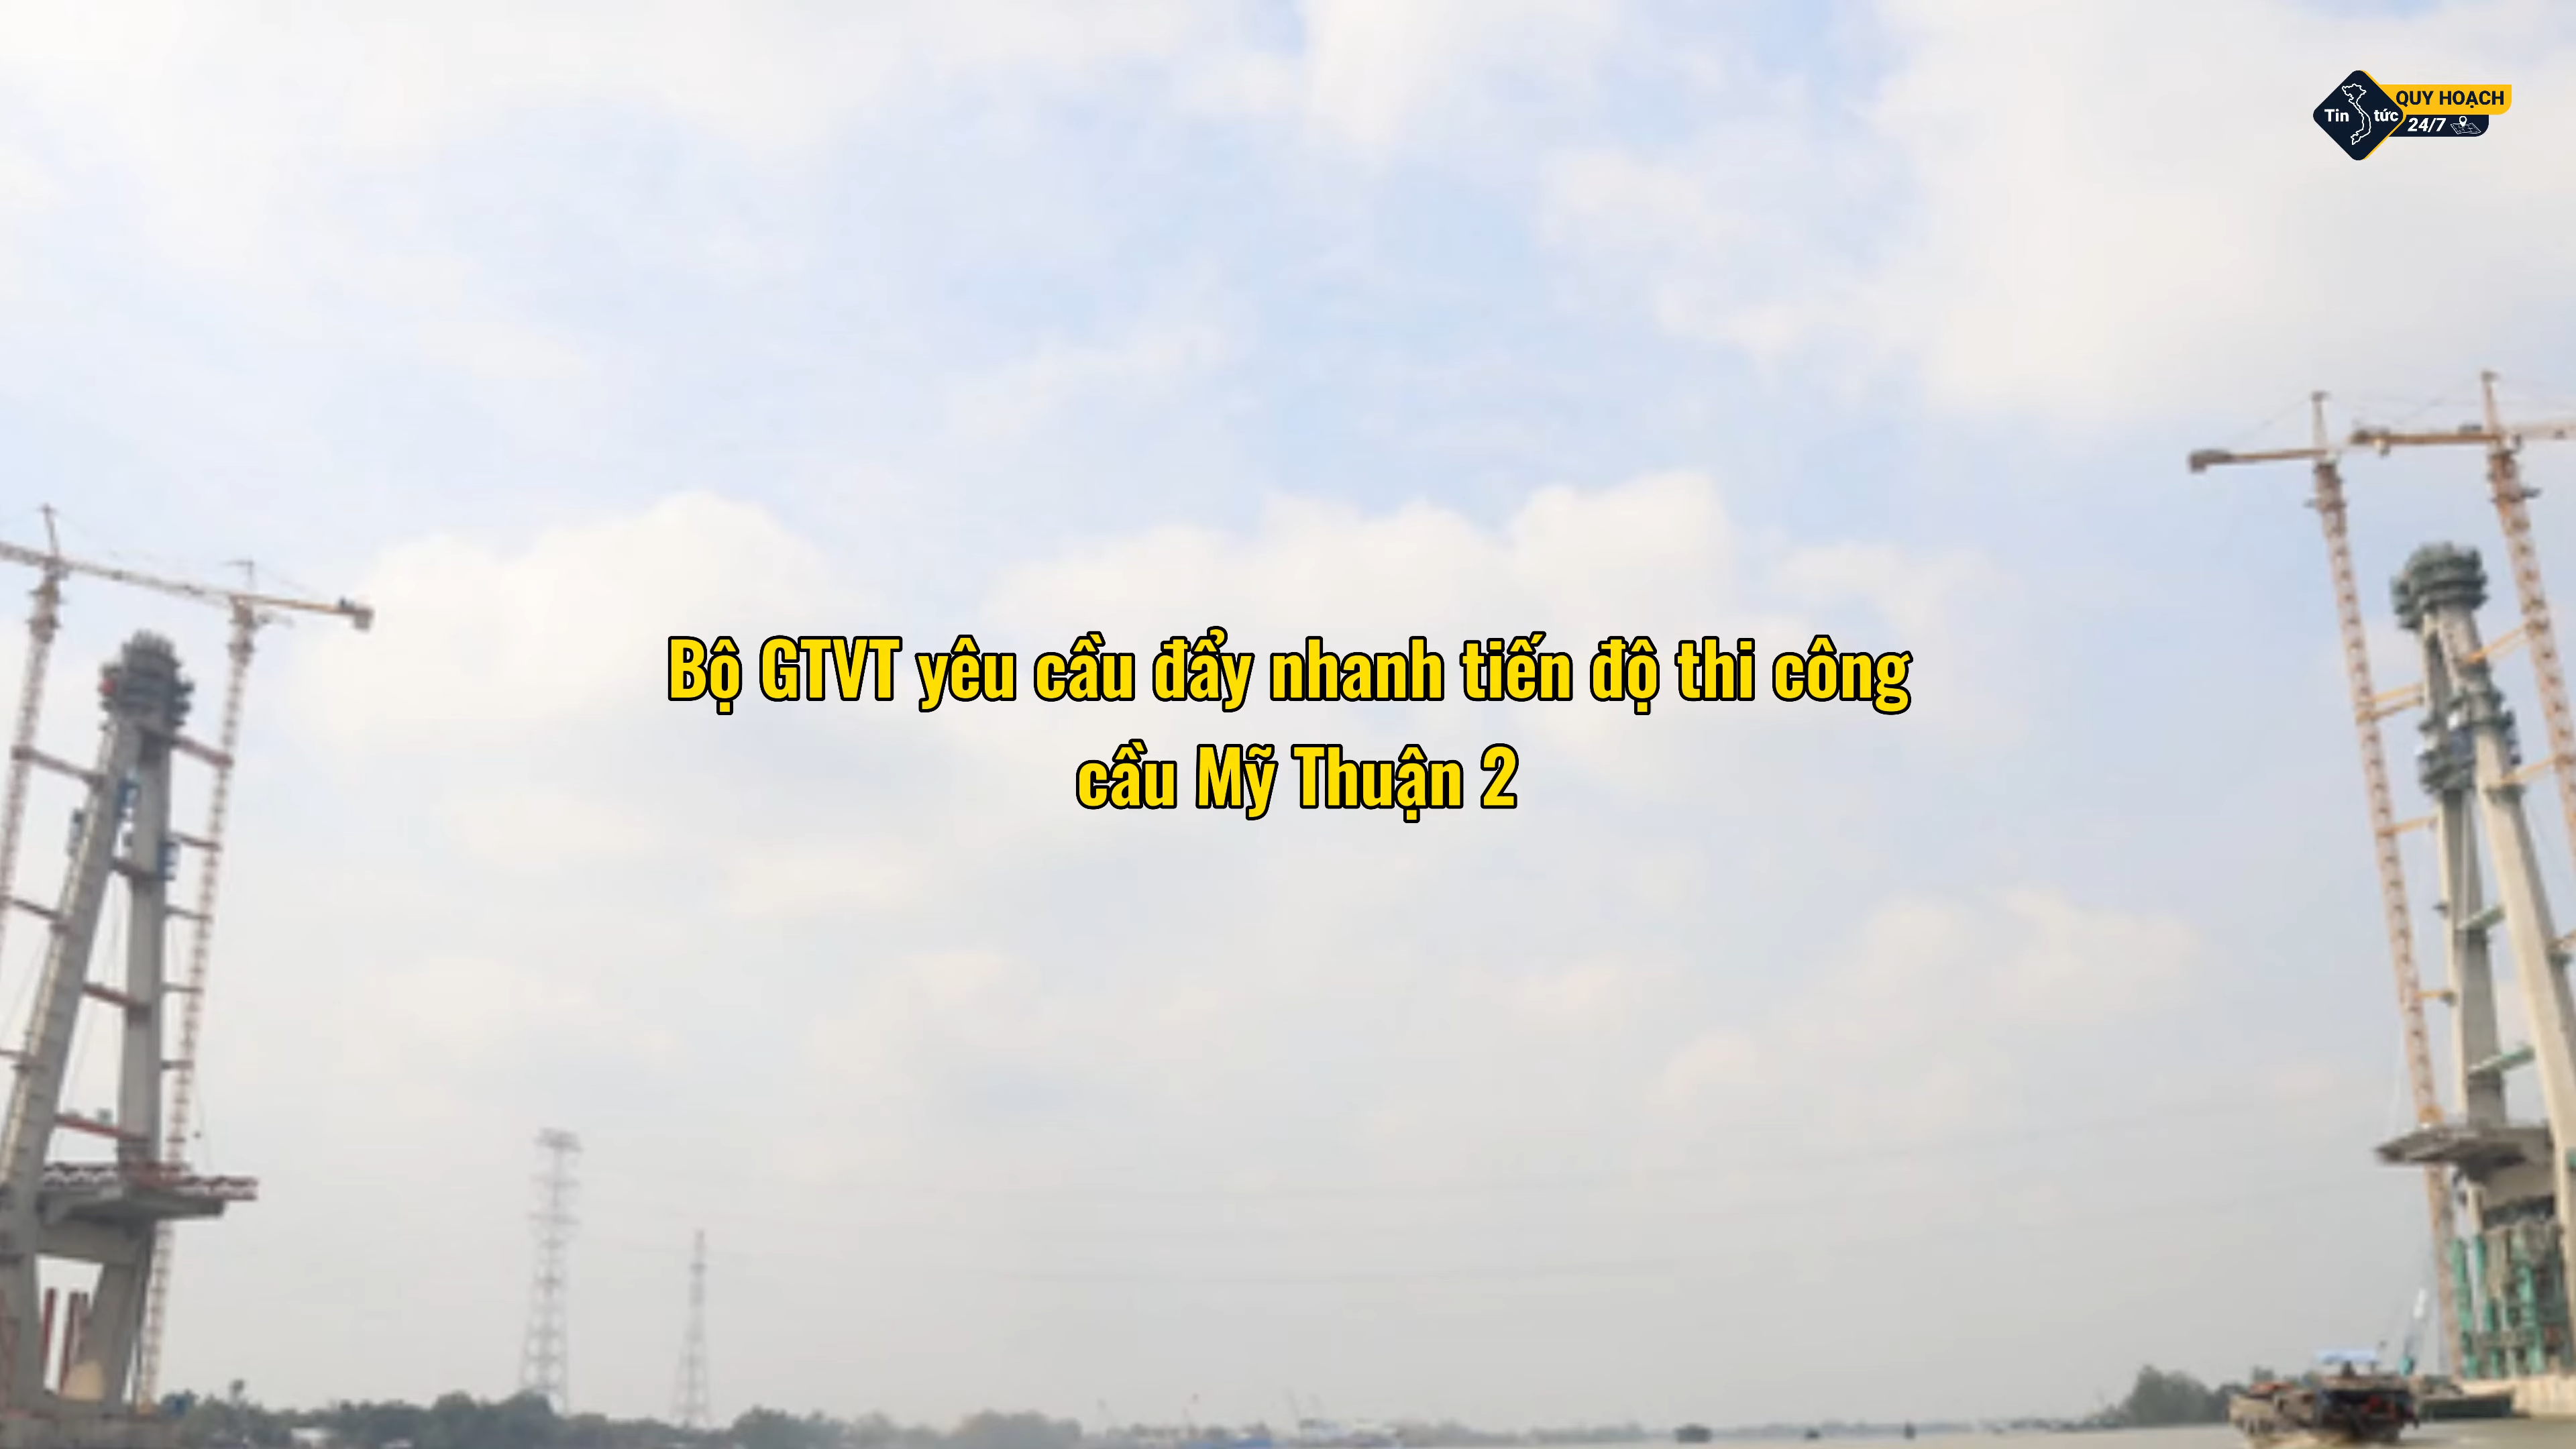 Tin tức
QUY HOẠCH
24/7
Bộ GTVT yêu cầu đẩy nhanh tiến độ thi công
cầu Mỹ Thuận 2